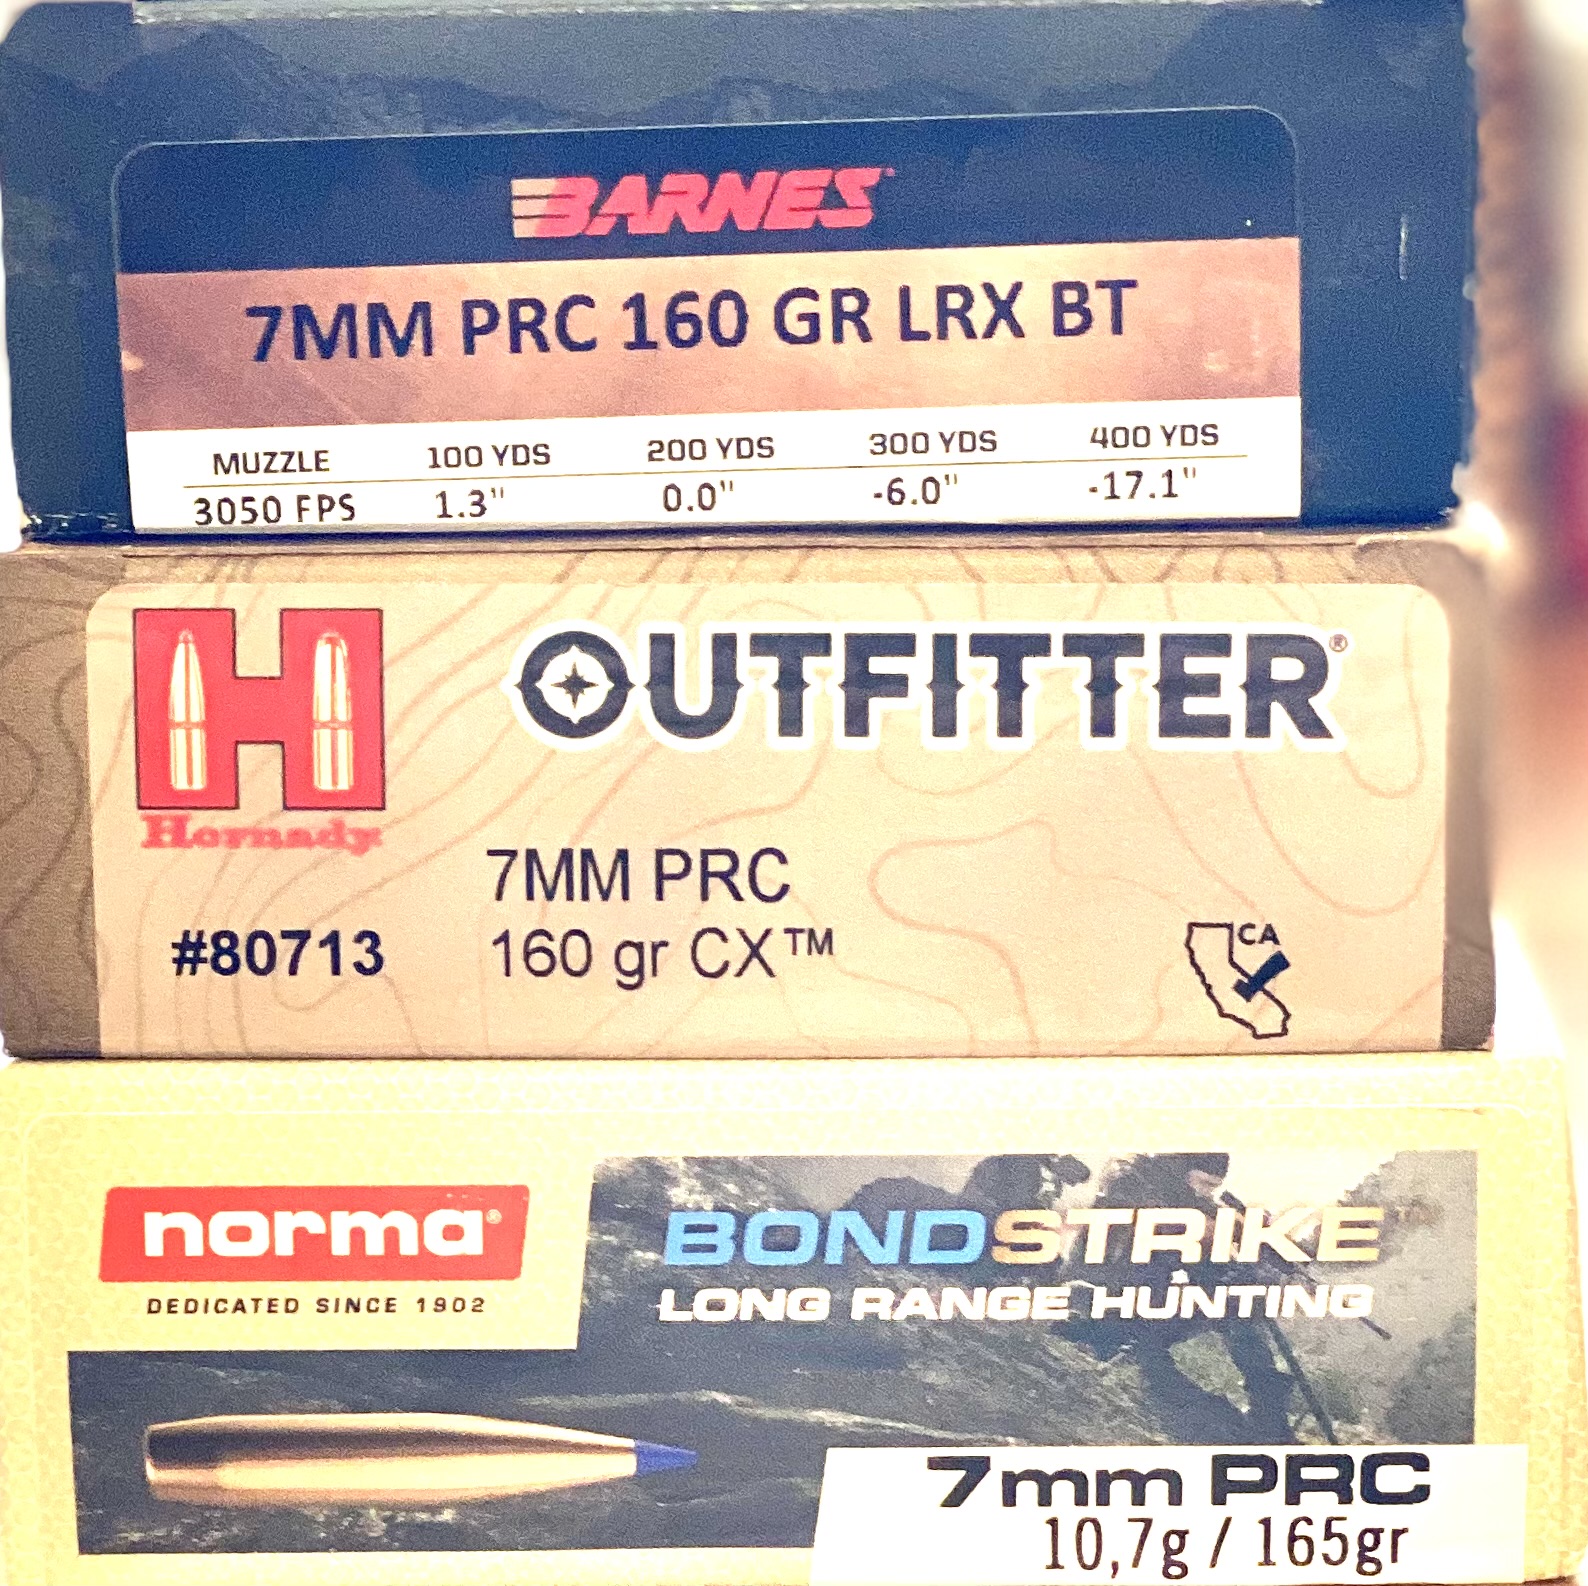 BARNES
7MM PRC 160 GR LRX BT
MUZZLE 100 YDS 200 YDS 300 YDS 400 YDS
3050 FPS 1.3" 0.0" -6.0" -17.1"
H OUTFITTER®
Hornady
7MM PRC
#80713 160 gr CX™
CA
norma®
DEDICATED SINCE 1902
BONDSTRIKE™
LONG RANGE HUNTING
7mm PRC
10,7g / 165gr